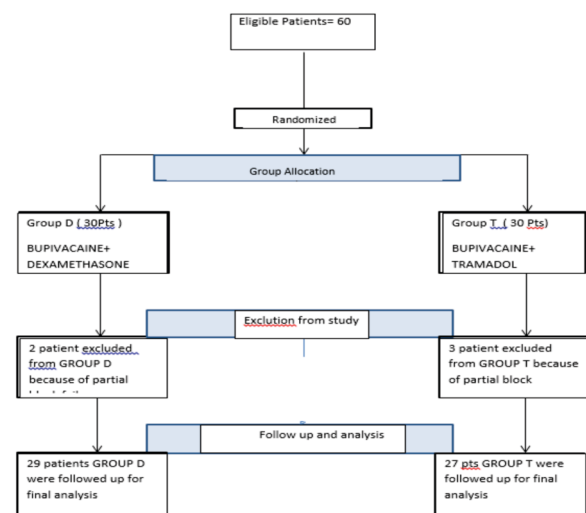 Eligible Patients= 60
Randomized
Group Allocation
Group D ( 30Pts )
BUPIVACAINE+
DEXAMETHASONE
Group T ( 30 Pts)
BUPIVACAINE+
TRAMADOL
Exclution from study
2 patient excluded
from GROUP D
because of partial
3 patient excluded
from GROUP T because
of partial block
Follow up and analysis
29 patients GROUP D
were followed up for
final analysis
27 pts GROUP T were
followed up for final
analysis